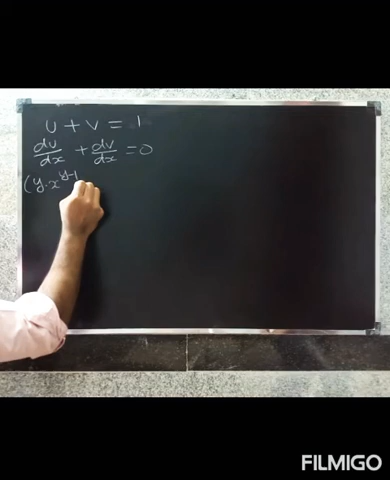 u + v = 1
du/dx + dv/dx = 0
(y·x^y-1
FILMIGO